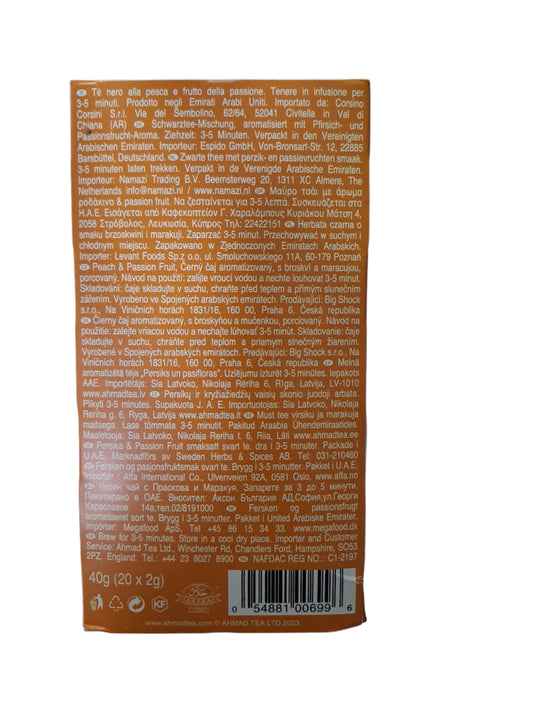 IT Tè nero alla pesca e frutto della passione. Tenere in infusione per
3-5 minuti. Prodotto negli Emirati Arabi Uniti. Importato da: Corsino
Corsini S.r.l. Via del Sembolino, 62/64, 52041 Civitella in Val di
Chiana (AR) DE Schwarztee-Mischung, aromatisiert mit Pfirsich- und
Passionsfrucht-Aroma. Ziehzeit: 3-5 Minuten. Verpackt in den Vereinigten
Arabischen Emiraten. Importeur: Espido GmbH, Von-Bronsart-Str. 12, 22885
Barsbüttel, Deutschland. Zwarte thee met perzik- en passievruchten smaak.
3-5 minuten laten trekken. Verpakt in de Verenigde Arabische Emiraten.
Importeur: Namazi Trading B.V. Beemsterweg 20, 1311 XC Almere, The
Netherlands info@namazi.nl / www.namazi.nl Μαύρο τσάι με άρωμα
ροδάκινο & passion fruit. Να ζεσταίνεται για 3-5 λεπτά. Συσκευάζεται στα
Η.Α.Ε. Εισάγεται από Καφεκοπτείον Γ. Χαραλάμπους Κυριάκου Μάτση 4,
2058 Στρόβολος, Λευκωσία, Κύπρος Τηλ: 22422151 Herbata czarna o
smaku brzoskwini i marakuji. Zaparzać 3-5 minut. Przechowywać w suchym i
chłodnym miejscu. Zapakowano w Zjednoczonych Emiratach Arabskich.
Importer: Levant Foods Sp.z o.o, ul. Smoluchowskiego 11A, 60-179 Poznań
Peach & Passion Fruit, Černý čaj aromatizovaný, s broskví a maracujou,
porcovaný. Návod na použití: zalijte vroucí vodou a nechte louhovat 3-5 minut.
Skladování: čaje skladujte v suchu, chraňte před teplem a přímým slunečním
zářením. Vyrobeno ve Spojených arabských emirátech. Prodávající: Big Shock
s.r.o., Na Viničních horách 1831/16, 160 00, Praha 6, Česká republika
Čierny čaj aromatizovaný, s broskyňou a mučenkou, porcovaný. Návod na
použitie: zalejte vriacou vodou a nechajte lúhovať 3-5 minút. Skladovanie: čaje
skladujte v suchu, chráňte pred teplom a priamym slnečným žiarením.
Vyrobené v Spojených arabských emirátoch. Predávajúci: Big Shock s.r.o., Na
Viničních horách 1831/16, 160 00, Praha 6, Česká republika Melnā
aromatizētā tēja „Persiks un pasifloras”. Uzlējumu izturēt 3-5 minūtes. Iepakots
AAE. Importētājs: Sia Latvoko, Nikolaja Rēriha 6, Rīga, Latvija, LV-1010
www.ahmadtea.lv Persikų ir kryžiažiedžių vaisių skonio juodoji arbata.
Plikyti 3-5 minutes. Supakuota J. A. E. Importuotojas: Sia Latvoko, Nikolaja
Reriha g. 6, Ryga, Latvija www.ahmadtea.lt Must tee virsiku ja marakuja
maitsega. Lase tõmmata 3-5 minutit. Pakitud Araabia Ühendemiraatides.
Maaletooja: Sia Latvoko, Nikolaja Reriha t. 6, Riia, Läti www.ahmadtea.ee
Persika & Passion Fruit smaksatt svart te. dra i 3-5 minuter. Packade i
U.A.E. Marknadförs av Sweden Herbs & Spices AB. Tel: 031-210460
Fersken og pasjonsfruktsmak svart te. Brygg i 3-5 minutter. Pakket i U.A.E.
Importør : Affa International Co., Ulvenveien 92A, 0581 Oslo, www.affa.no
Черен чай с Праскова и Маракуя. Запарете за 3 до 5 минути.
Пакетирано в ОАЕ. Вносител: Аксон България АД,София,ул.Георги
Караславов 14а,тел.02/8191000 Fersken og passionsfrugt
aromatiseret sort te. Brygg i 3-5 minutter. Pakket i United Arabiske Emirater.
Importør: Megafood ApS, Tel +45 86 15 34 33. www.megafood.dk
Brew for 3-5 minutes. Store in a cool dry place. Importer and Customer
Service: Ahmad Tea Ltd., Winchester Rd, Chandlers Ford, Hampshire, SO53
2PZ, England. Tel: +44 23 8027 8900 NAFDAC REG NO.: C1-2197
40g (20 x 2g)
KF
0 54881 00699 6
www.ahmadtea.com © AHMAD TEA LTD 2023